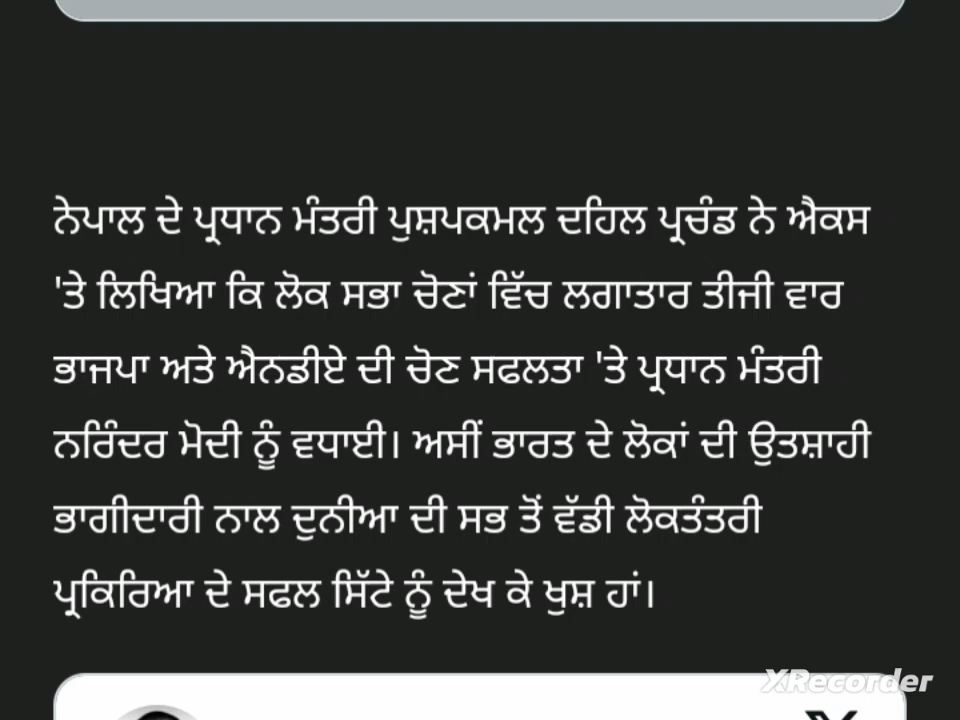 ਨੇਪਾਲ ਦੇ ਪ੍ਰਧਾਨ ਮੰਤਰੀ ਪੁਸ਼ਪਕਮਲ ਦਹਿਲ ਪ੍ਰਚੰਡ ਨੇ ਐਕਸ
'ਤੇ ਲਿਖਿਆ ਕਿ ਲੋਕ ਸਭਾ ਚੋਣਾਂ ਵਿੱਚ ਲਗਾਤਾਰ ਤੀਜੀ ਵਾਰ
ਭਾਜਪਾ ਅਤੇ ਐਨਡੀਏ ਦੀ ਚੋਣ ਸਫਲਤਾ 'ਤੇ ਪ੍ਰਧਾਨ ਮੰਤਰੀ
ਨਰਿੰਦਰ ਮੋਦੀ ਨੂੰ ਵਧਾਈ। ਅਸੀਂ ਭਾਰਤ ਦੇ ਲੋਕਾਂ ਦੀ ਉਤਸ਼ਾਹੀ
ਭਾਗੀਦਾਰੀ ਨਾਲ ਦੁਨੀਆ ਦੀ ਸਭ ਤੋਂ ਵੱਡੀ ਲੋਕਤੰਤਰੀ
ਪ੍ਰਕਿਰਿਆ ਦੇ ਸਫਲ ਸਿੱਟੇ ਨੂੰ ਦੇਖ ਕੇ ਖੁਸ਼ ਹਾਂ।
XRecorder